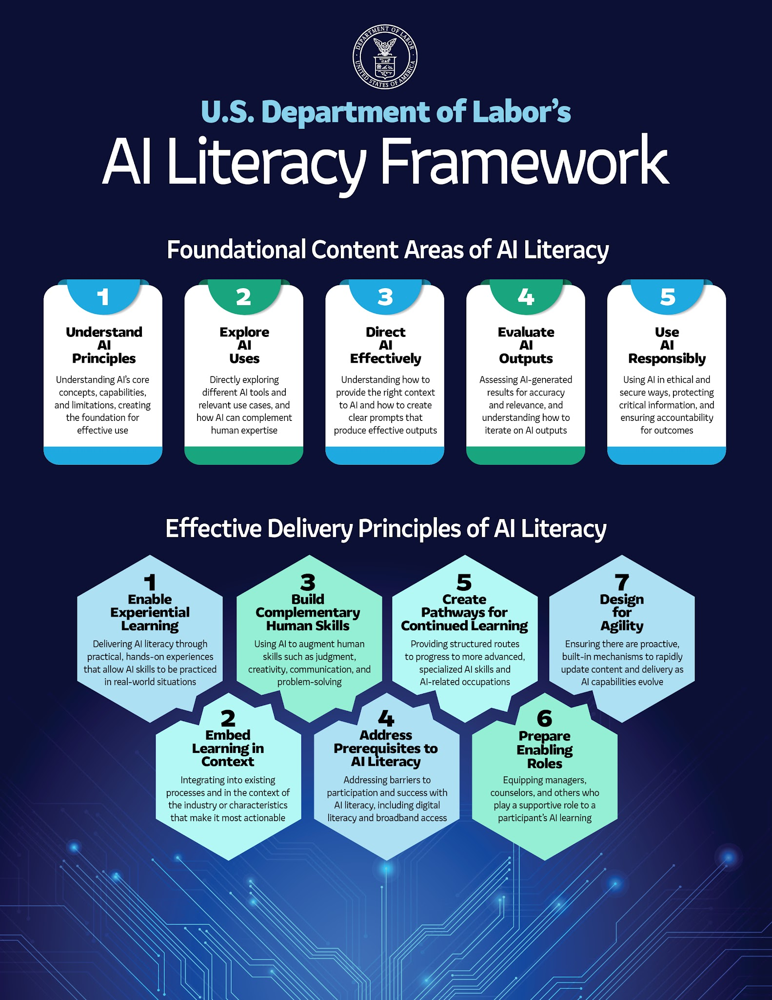 DEPARTMENT OF LABOR
UNITED STATES OF AMERICA
U.S. Department of Labor’s
AI Literacy Framework
Foundational Content Areas of AI Literacy
1
Understand
AI
Principles
Understanding AI’s core
concepts, capabilities,
and limitations, creating
the foundation for
effective use
2
Explore
AI
Uses
Directly exploring
different AI tools and
relevant use cases, and
how AI can complement
human expertise
3
Direct
AI
Effectively
Understanding how to
provide the right context
to AI and how to create
clear prompts that
produce effective outputs
4
Evaluate
AI
Outputs
Assessing AI-generated
results for accuracy
and relevance, and
understanding how to
iterate on AI outputs
5
Use
AI
Responsibly
Using AI in ethical and
secure ways, protecting
critical information, and
ensuring accountability
for outcomes
Effective Delivery Principles of AI Literacy
1
Enable
Experiential
Learning
Delivering AI literacy through
practical, hands-on experiences
that allow AI skills to be practiced
in real-world situations
2
Embed
Learning in
Context
Integrating into existing
processes and in the context of
the industry or characteristics
that make it most actionable
3
Build
Complementary
Human Skills
Using AI to augment human
skills such as judgment,
creativity, communication, and
problem-solving
4
Address
Prerequisites to
AI Literacy
Addressing barriers to
participation and success with
AI literacy, including digital
literacy and broadband access
5
Create
Pathways for
Continued Learning
Providing structured routes
to progress to more advanced,
specialized AI skills and
AI-related occupations
6
Prepare
Enabling
Roles
Equipping managers,
counselors, and others who
play a supportive role to a
participant’s AI learning
7
Design
for
Agility
Ensuring there are proactive,
built-in mechanisms to rapidly
update content and delivery as
AI capabilities evolve